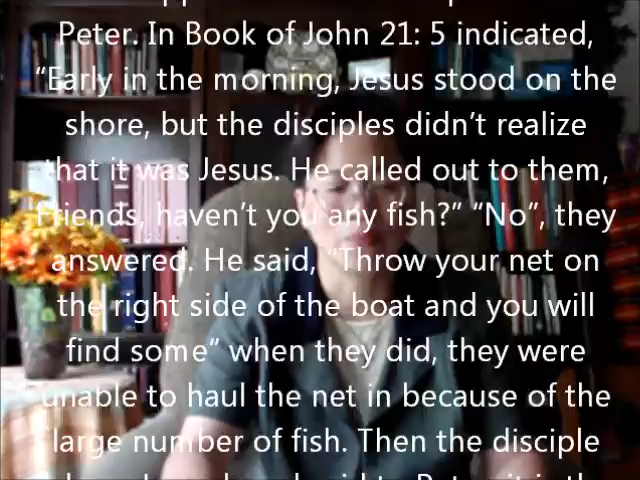 Peter. In Book of John 21: 5 indicated,
“Early in the morning, Jesus stood on the
shore, but the disciples didn’t realize
that it was Jesus. He called out to them,
Friends, haven’t you any fish?” “No”, they
answered. He said, “Throw your net on
the right side of the boat and you will
find some” when they did, they were
unable to haul the net in because of the
large number of fish. Then the disciple